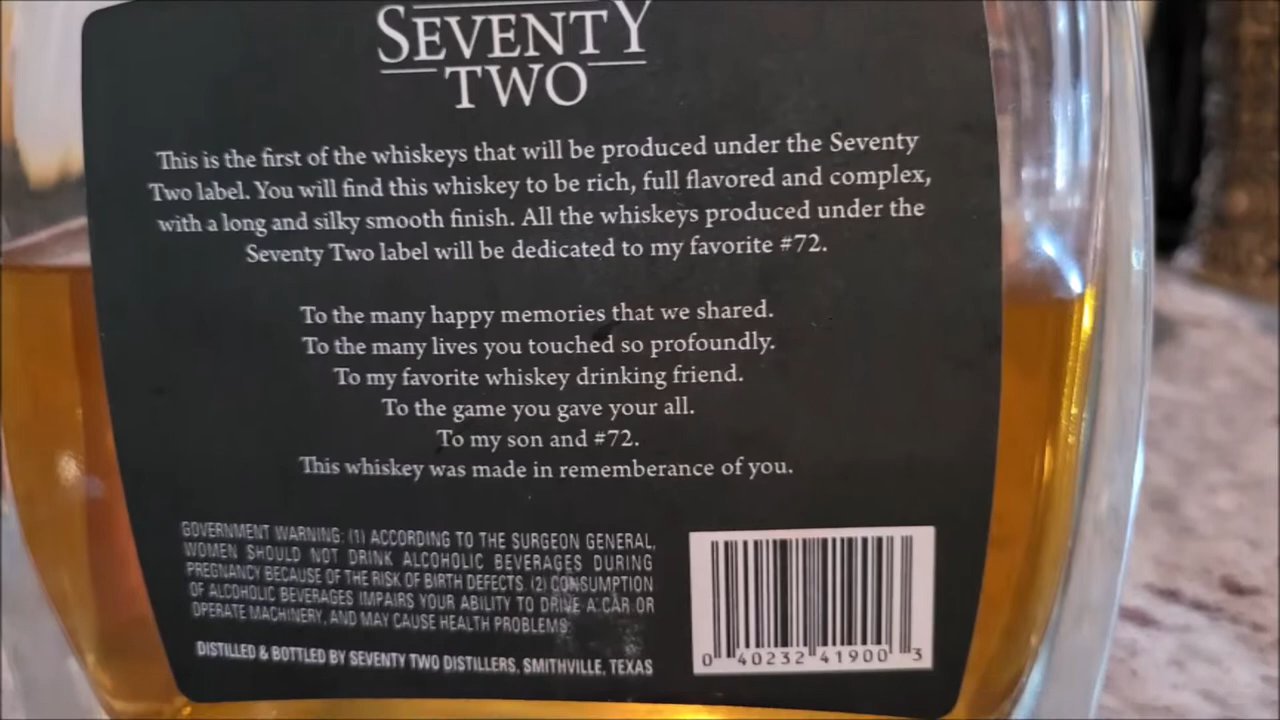 SEVENTY
TWO
This is the first of the whiskeys that will be produced under the Seventy
Two label. You will find this whiskey to be rich, full flavored and complex,
with a long and silky smooth finish. All the whiskeys produced under the
Seventy Two label will be dedicated to my favorite #72.
To the many happy memories that we shared.
To the many lives you touched so profoundly.
To my favorite whiskey drinking friend.
To the game you gave your all.
To my son and #72.
This whiskey was made in rememberance of you.
GOVERNMENT WARNING: (1) ACCORDING TO THE SURGEON GENERAL,
WOMEN SHOULD NOT DRINK ALCOHOLIC BEVERAGES DURING
PREGNANCY BECAUSE OF THE RISK OF BIRTH DEFECTS. (2) CONSUMPTION
OF ALCOHOLIC BEVERAGES IMPAIRS YOUR ABILITY TO DRIVE A CAR OR
OPERATE MACHINERY, AND MAY CAUSE HEALTH PROBLEMS.
DISTILLED & BOTTLED BY SEVENTY TWO DISTILLERS, SMITHVILLE, TEXAS
0 40232 41900 3